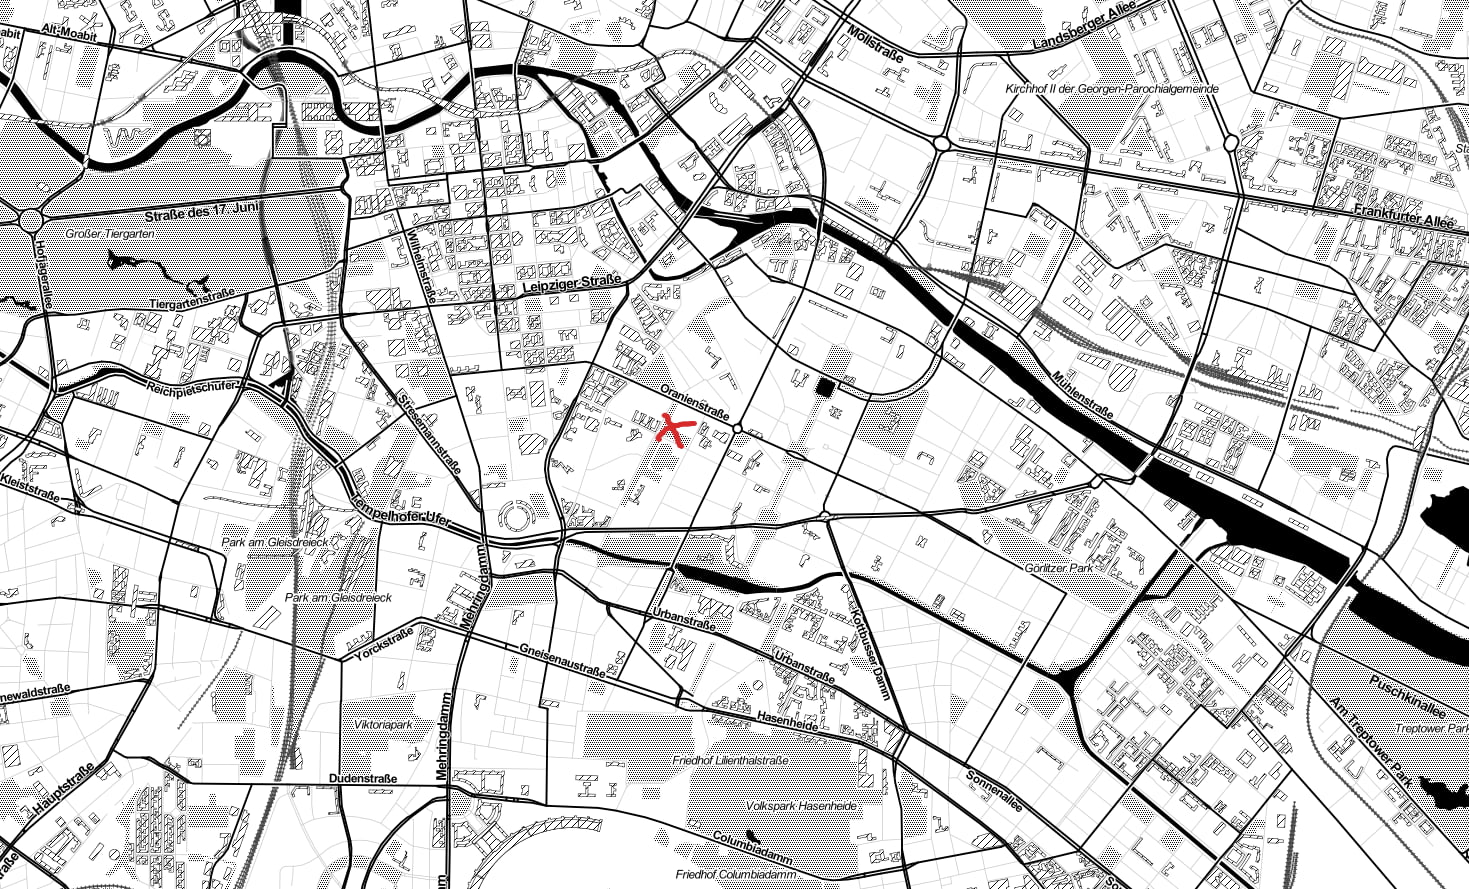 Alt-Moabit
Mollstraße
Landsberger Allee
Kirchhof II der Georgen-Parochialgemeinde
Straße des 17. Juni
Frankfurter Allee
Großer Tiergarten
Hofjägerallee
Wilhelmstraße
Leipziger Straße
Tiergartenstraße
Reichpietschufer
Oranienstraße
Mühlenstraße
Stresemannstraße
Kleiststraße
Tempelhofer Ufer
Park am Gleisdreieck
Görlitzer Park
Park am Gleisdreieck
Mehringdamm
Urbanstraße
Kottbusser Damm
Yorckstraße
Gneisenaustraße
Urbanstraße
Puschkinallee
Hasenheide
Viktoriapark
Am Treptower Park
Treptower Park
Mehringdamm
Friedhof Lilienthalstraße
Dudenstraße
Hauptstraße
Sonnenallee
Volkspark Hasenheide
Columbiadamm
Friedhof Columbiadamm